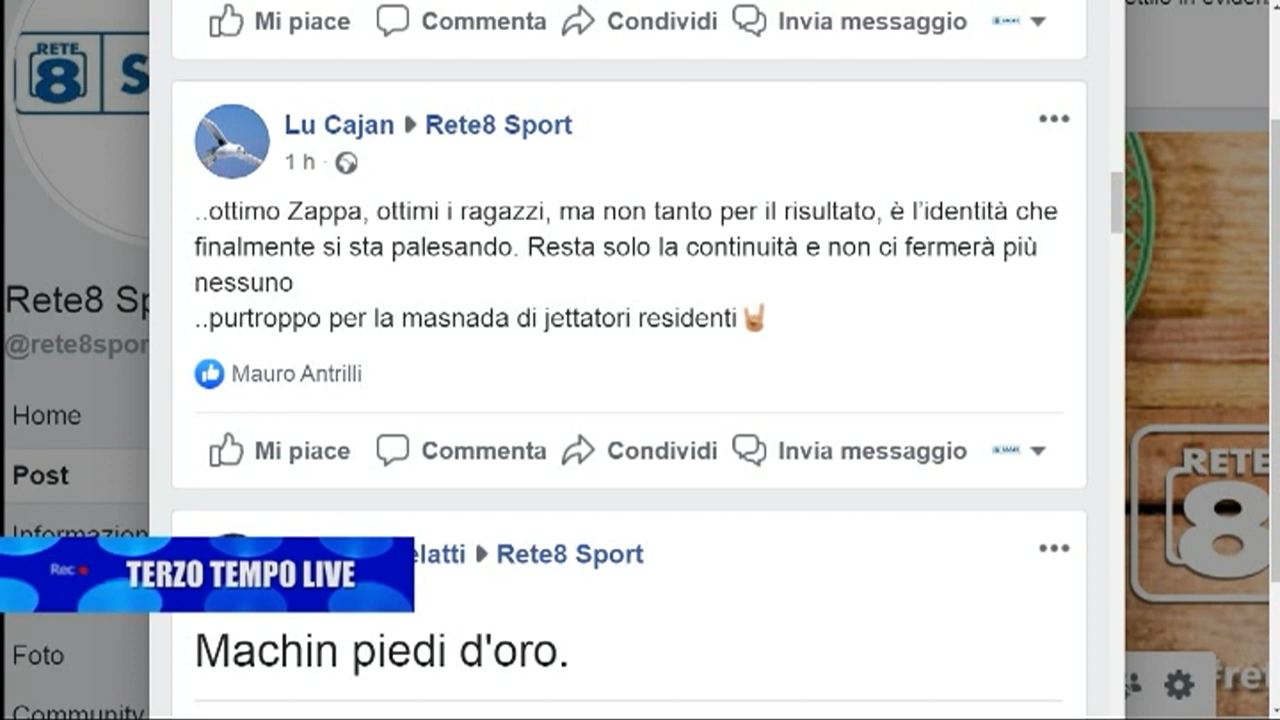 Mi piace Commenta Condividi Invia messaggio
RETE
8 S
Lu Cajan Rete8 Sport
1 h ·
..ottimo Zappa, ottimi i ragazzi, ma non tanto per il risultato, è l'identità che
finalmente si sta palesando. Resta solo la continuità e non ci fermerà più
nessuno
..purtroppo per la masnada di jettatori residenti🤘🏼
Mauro Antrilli
Mi piace Commenta Condividi Invia messaggio
Rete8 Sp
@rete8spor
Home
Post
Informazion
Foto
Community
Rec
TERZO TEMPO LIVE
elatti Rete8 Sport
Machin piedi d'oro.
RETE
8